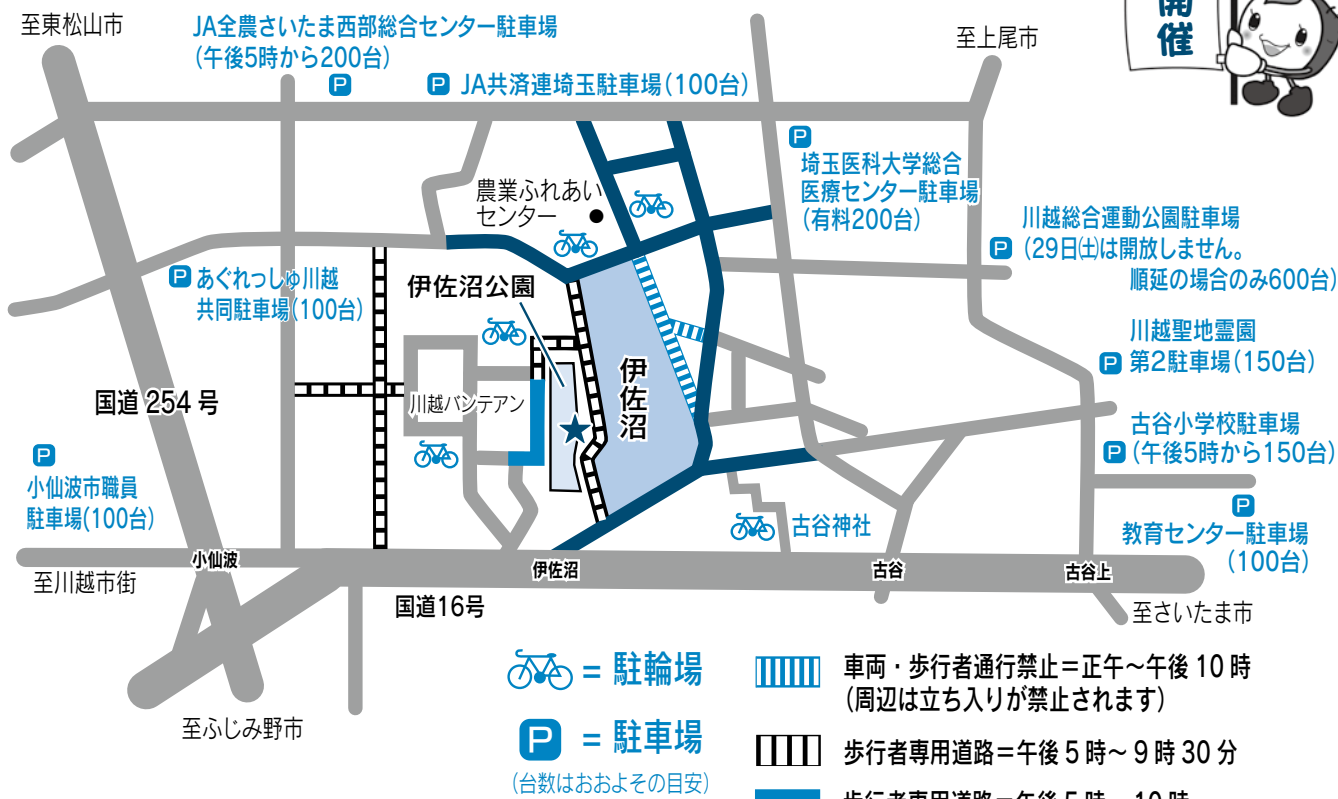 開
催
至東松山市
JA全農さいたま西部総合センター駐車場
(午後5時から200台)
至上尾市
P
P JA共済連埼玉駐車場(100台)
P
埼玉医科大学総合
医療センター駐車場
(有料200台)
農業ふれあい
センター
川越総合運動公園駐車場
P (29日㈯は開放しません。
順延の場合のみ600台)
P あぐれっしゅ川越
共同駐車場(100台)
伊佐沼公園
川越聖地霊園
P 第2駐車場(150台)
伊佐沼
国道254号
川越バンテアン
古谷小学校駐車場
P (午後5時から150台)
P
小仙波市職員
駐車場(100台)
P
教育センター駐車場
(100台)
古谷神社
小仙波
伊佐沼
古谷
古谷上
至川越市街
国道16号
至さいたま市
至ふじみ野市
= 駐輪場
P = 駐車場
(台数はおおよその目安)
車両・歩行者通行禁止=正午~午後10時
(周辺は立ち入りが禁止されます)
歩行者専用道路=午後5時~9時30分
歩行者専用道路=午後5時~10時